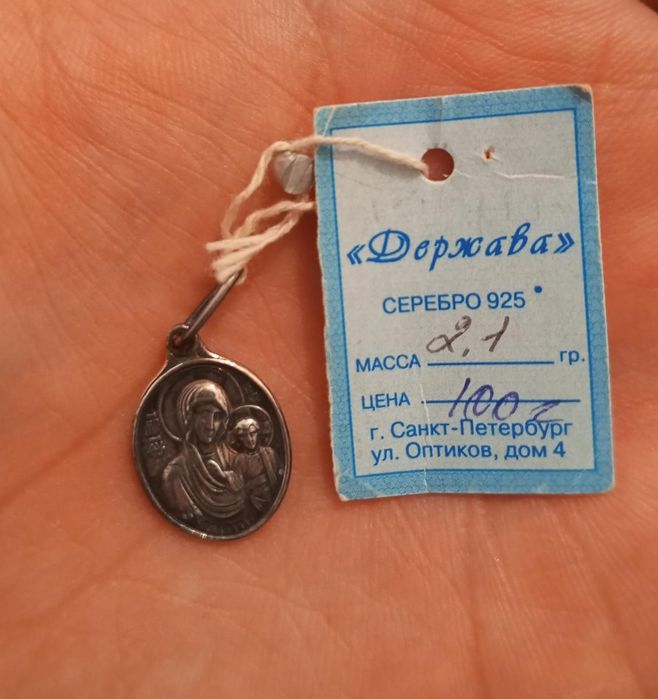 «Держава»
СЕРЕБРО 925
МАССА 2,1 гр.
ЦЕНА 100
г. Санкт-Петербург
ул. Оптиков, дом 4